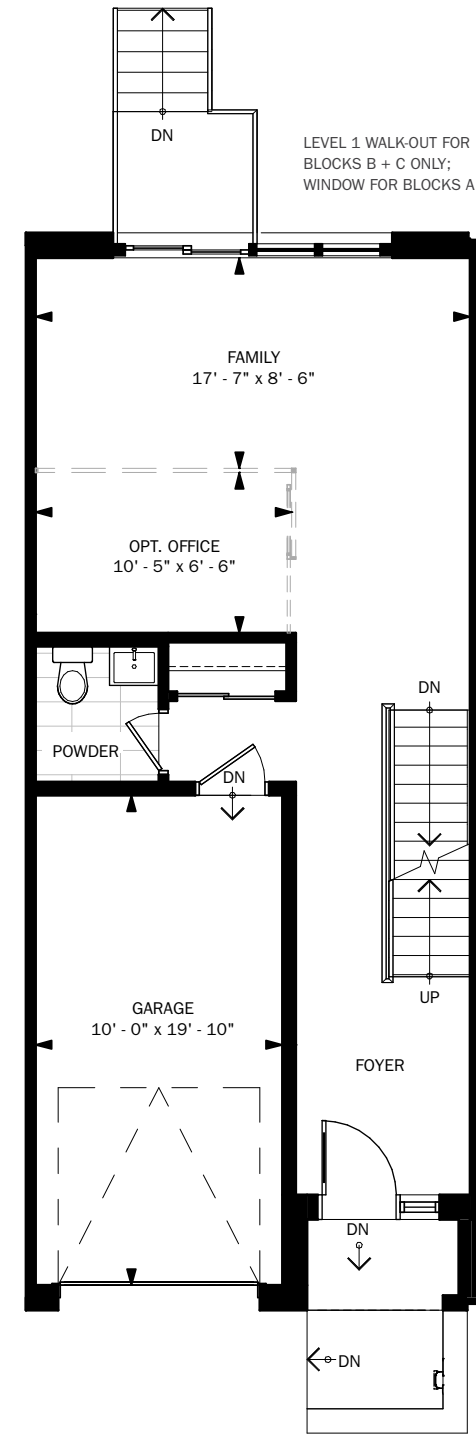 DN
LEVEL 1 WALK-OUT FOR
BLOCKS B + C ONLY;
WINDOW FOR BLOCKS A
FAMILY
17' - 7" x 8' - 6"
OPT. OFFICE
10' - 5" x 6' - 6"
DN
POWDER
DN
UP
GARAGE
10' - 0" x 19' - 10"
FOYER
DN
DN